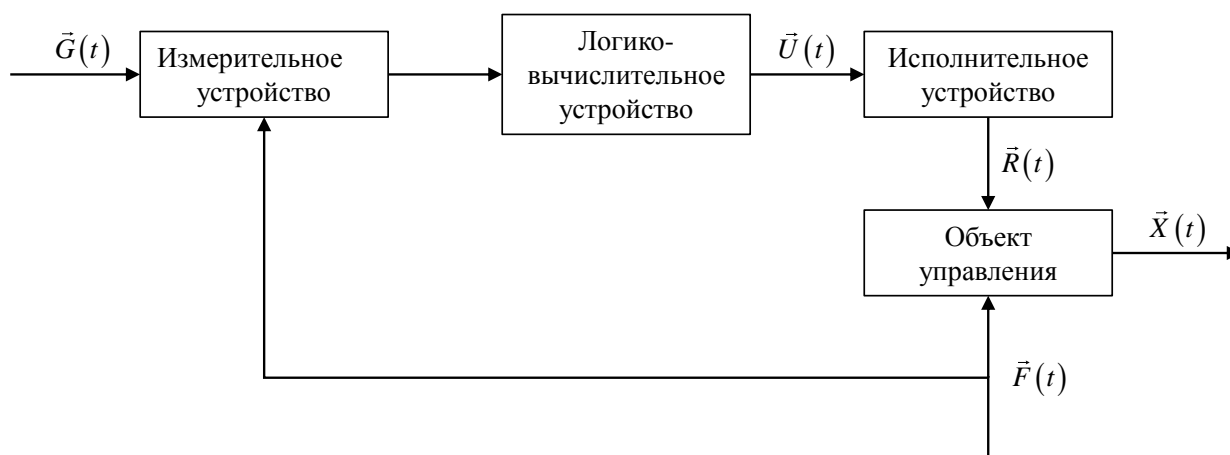 G⃗(t)
Измерительное
устройство
Логико-
вычислительное
устройство
U⃗(t)
Исполнительное
устройство
R⃗(t)
Объект
управления
X⃗(t)
F⃗(t)